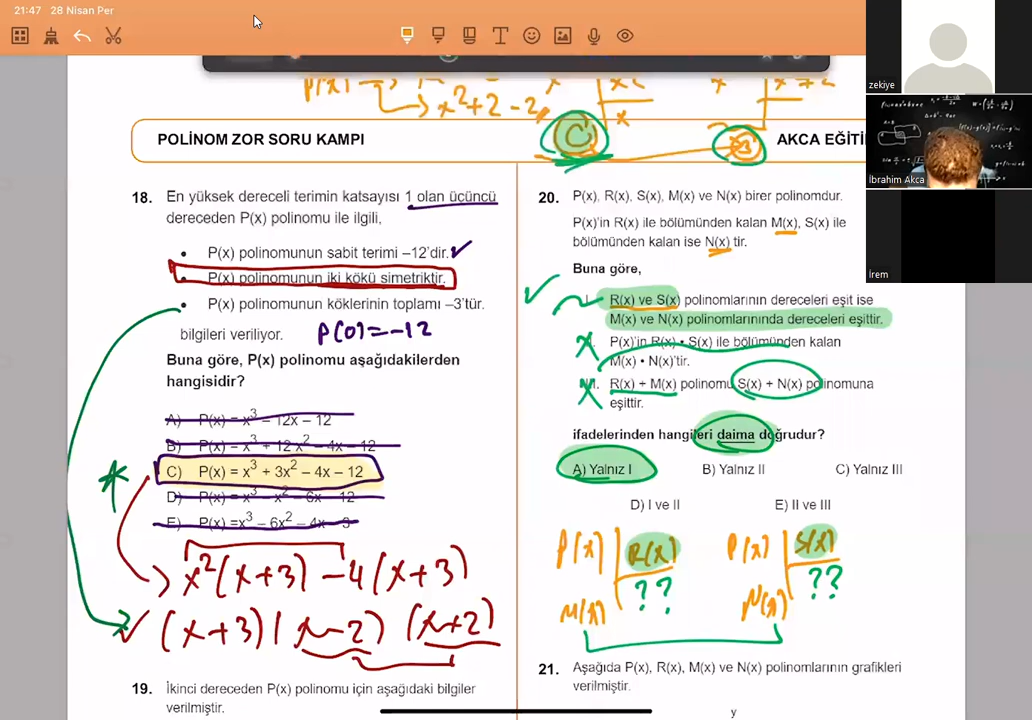 21:47 28 Nisan Per
zekiye
İbrahim Akca
İrem
x²+2-2
POLİNOM ZOR SORU KAMPI
AKCA EĞİTİ
18. En yüksek dereceli terimin katsayısı 1 olan üçüncü
dereceden P(x) polinomu ile ilgili,
• P(x) polinomunun sabit terimi –12'dir.
• P(x) polinomunun iki kökü simetriktir.
• P(x) polinomunun köklerinin toplamı –3'tür.
bilgileri veriliyor.
P(0)=-12
Buna göre, P(x) polinomu aşağıdakilerden
hangisidir?
A) P(x) = x³ – 12x – 12
B) P(x) = x³ + 12x² – 4x – 12
C) P(x) = x³ + 3x² – 4x – 12
D) P(x) = x³ – x² – 6x – 12
E) P(x) =x³ – 6x² – 4x – 3
x²(x+3) -4(x+3)
(x+3)(x-2)(x+2)
19. İkinci dereceden P(x) polinomu için aşağıdaki bilgiler
verilmiştir.
20. P(x), R(x), S(x), M(x) ve N(x) birer polinomdur.
P(x)'in R(x) ile bölümünden kalan M(x), S(x) ile
bölümünden kalan ise N(x) tir.
Buna göre,
R(x) ve S(x) polinomlarının dereceleri eşit ise
M(x) ve N(x) polinomlarınında dereceleri eşittir.
P(x)'in R(x) • S(x) ile bölümünden kalan
M(x) • N(x)'tir.
R(x) + M(x) polinomu S(x) + N(x) polinomuna
eşittir.
ifadelerinden hangileri daima doğrudur?
A) Yalnız I
B) Yalnız II
C) Yalnız III
D) I ve II
E) II ve III
P(x) R(x) P(x) S(x)
?? ??
M(x) N(x)
21. Aşağıda P(x), R(x), M(x) ve N(x) polinomlarının grafikleri
verilmiştir.
y